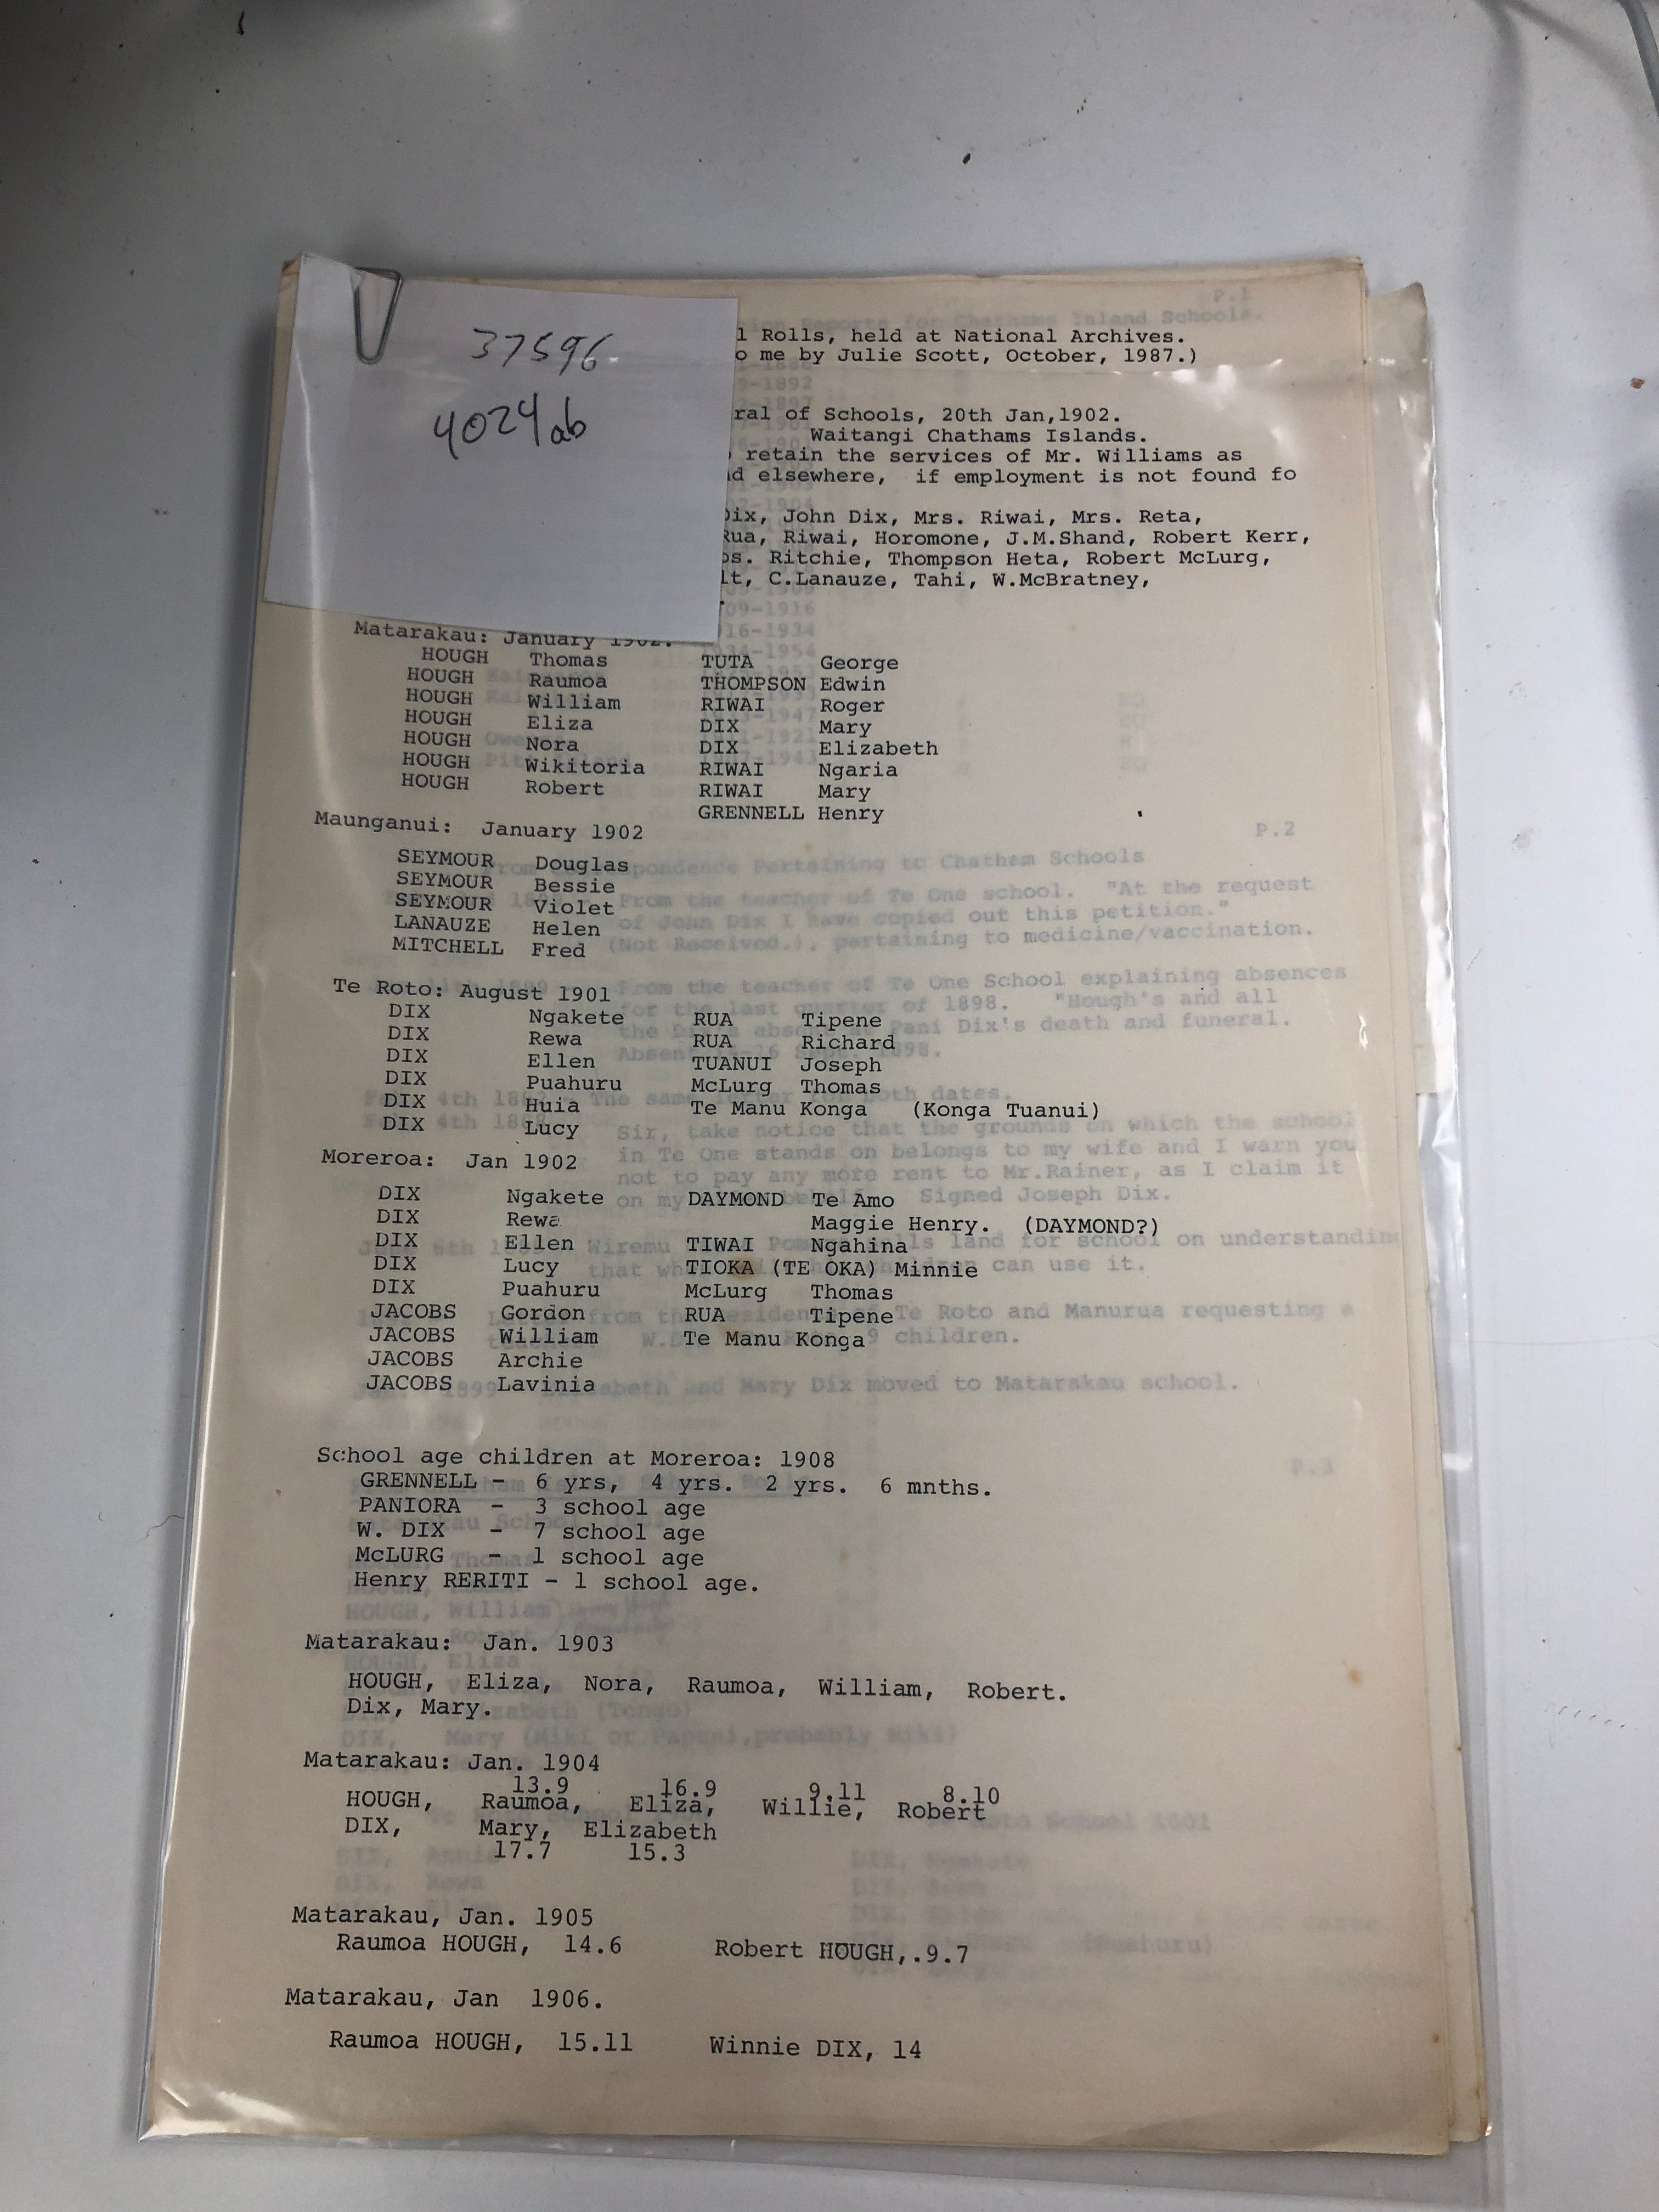 37596
4024ab
l Rolls, held at National Archives.
o me by Julie Scott, October, 1987.)
ral of Schools, 20th Jan,1902.
Waitangi Chathams Islands.
retain the services of Mr. Williams as
d elsewhere, if employment is not found fo
Dix, John Dix, Mrs. Riwai, Mrs. Reta,
Rua, Riwai, Horomone, J.M.Shand, Robert Kerr,
os. Ritchie, Thompson Heta, Robert McLurg,
lt, C.Lanauze, Tahi, W.McBratney,
Matarakau: January 1902.
HOUGH Thomas TUTA George
HOUGH Raumoa THOMPSON Edwin
HOUGH William RIWAI Roger
HOUGH Eliza DIX Mary
HOUGH Nora DIX Elizabeth
HOUGH Wikitoria RIWAI Ngaria
HOUGH Robert RIWAI Mary
GRENNELL Henry
Maunganui: January 1902
SEYMOUR Douglas
SEYMOUR Bessie
SEYMOUR Violet
LANAUZE Helen
MITCHELL Fred
Te Roto: August 1901
DIX Ngakete RUA Tipene
DIX Rewa RUA Richard
DIX Ellen TUANUI Joseph
DIX Puahuru McLurg Thomas
DIX Huia Te Manu Konga (Konga Tuanui)
DIX Lucy
Moreroa: Jan 1902
DIX Ngakete DAYMOND Te Amo
DIX Rewa Maggie Henry. (DAYMOND?)
DIX Ellen TIWAI Ngahina
DIX Lucy TIOKA (TE OKA) Minnie
DIX Puahuru McLurg Thomas
JACOBS Gordon RUA Tipene
JACOBS William Te Manu Konga
JACOBS Archie
JACOBS Lavinia
School age children at Moreroa: 1908
GRENNELL - 6 yrs, 4 yrs. 2 yrs. 6 mnths.
PANIORA - 3 school age
W. DIX - 7 school age
McLURG - 1 school age
Henry RERITI - 1 school age.
Matarakau: Jan. 1903
HOUGH, Eliza, Nora, Raumoa, William, Robert.
Dix, Mary.
Matarakau: Jan. 1904
13.9 16.9 9.11 8.10
HOUGH, Raumoa, Eliza, Willie, Robert
DIX, Mary, Elizabeth
17.7 15.3
Matarakau, Jan. 1905
Raumoa HOUGH, 14.6 Robert HOUGH,.9.7
Matarakau, Jan 1906.
Raumoa HOUGH, 15.11 Winnie DIX, 14